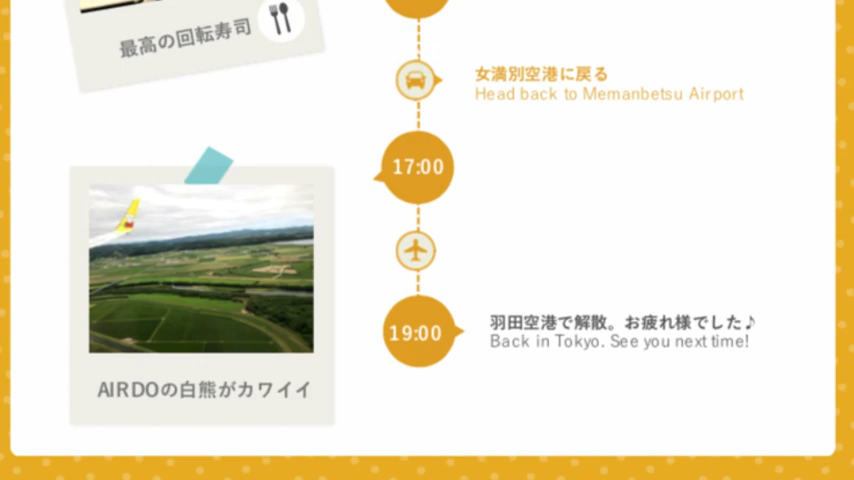 最高の回転寿司
女満別空港に戻る
Head back to Memanbetsu Airport
17:00
19:00
羽田空港で解散。お疲れ様でした♪
Back in Tokyo. See you next time!
AIRDOの白熊がカワイイ